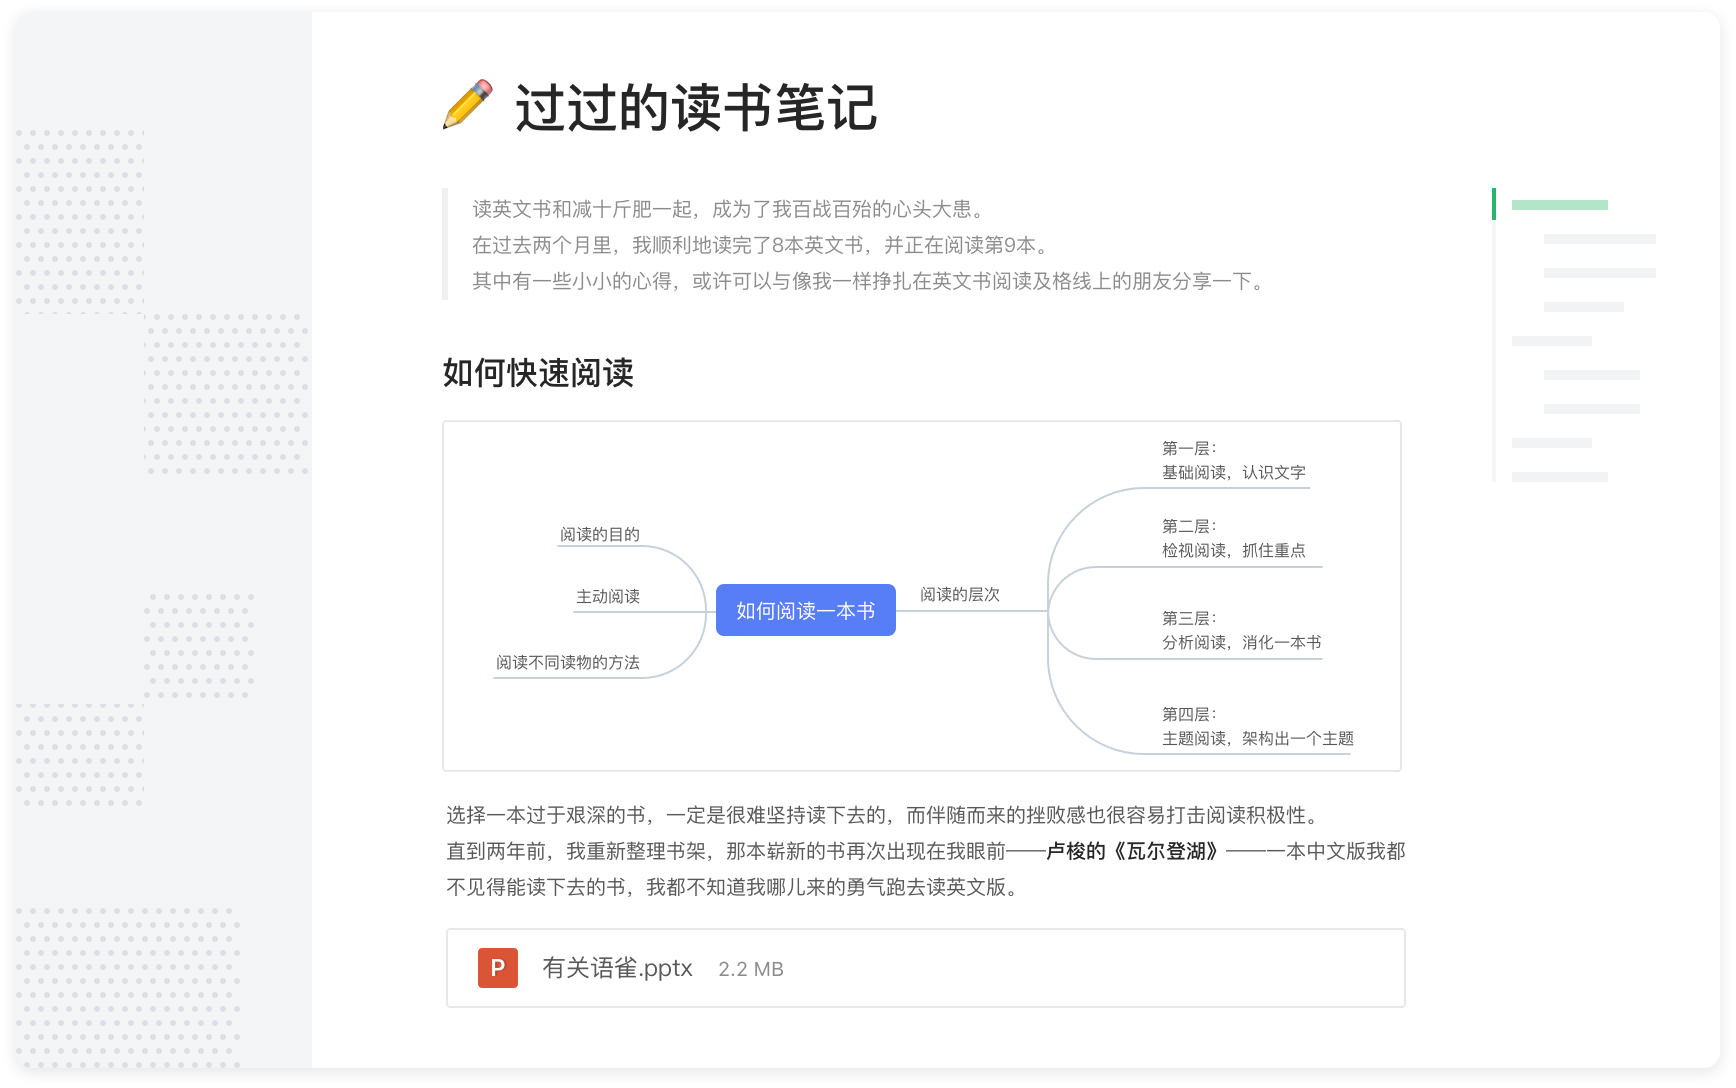 过过的读书笔记
读英文书和减十斤肥一起，成为了我百战百殆的心头大患。
在过去两个月里，我顺利地读完了8本英文书，并正在阅读第9本。
其中有一些小小的心得，或许可以与像我一样挣扎在英文书阅读及格线上的朋友分享一下。
如何快速阅读
阅读的目的
主动阅读
阅读不同读物的方法
如何阅读一本书
阅读的层次
第一层：
基础阅读，认识文字
第二层：
检视阅读，抓住重点
第三层：
分析阅读，消化一本书
第四层：
主题阅读，架构出一个主题
选择一本过于艰深的书，一定是很难坚持读下去的，而伴随而来的挫败感也很容易打击阅读积极性。
直到两年前，我重新整理书架，那本崭新的书再次出现在我眼前——卢梭的《瓦尔登湖》——一本中文版我都
不见得能读下去的书，我都不知道我哪儿来的勇气跑去读英文版。
P
有关语雀.pptx 2.2 MB